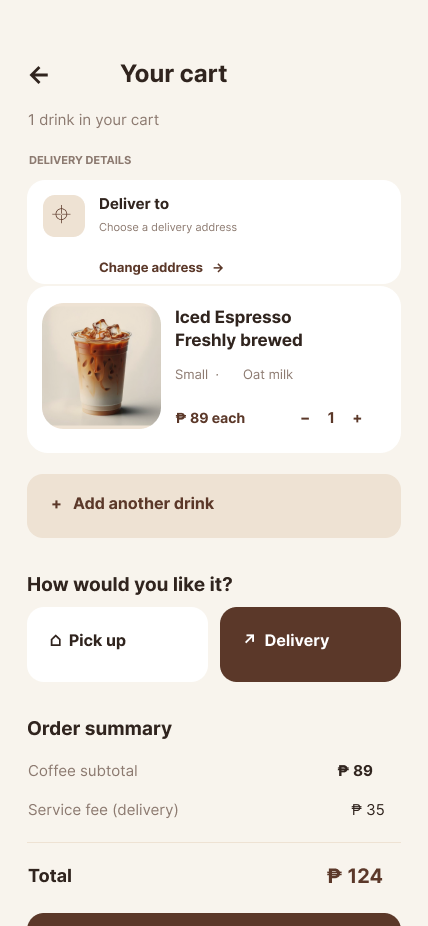 ← Your cart
1 drink in your cart
DELIVERY DETAILS
Deliver to
Choose a delivery address
Change address →
Iced Espresso
Freshly brewed
Small · Oat milk
₱ 89 each − 1 +
+ Add another drink
How would you like it?
⌂ Pick up ↗ Delivery
Order summary
Coffee subtotal ₱ 89
Service fee (delivery) ₱ 35
Total ₱ 124